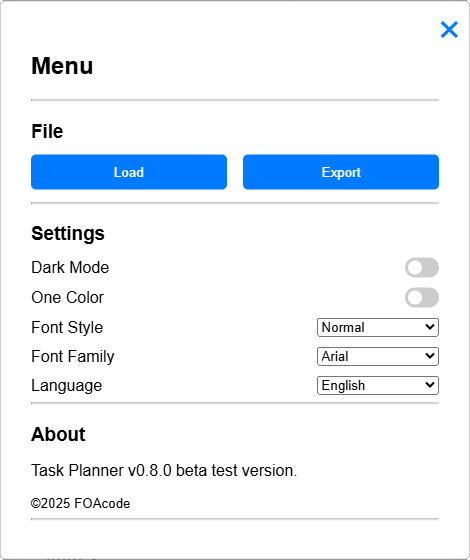 Menu
File
Load Export
Settings
Dark Mode
One Color
Font Style Normal
Font Family Arial
Language English
About
Task Planner v0.8.0 beta test version.
©2025 FOAcode